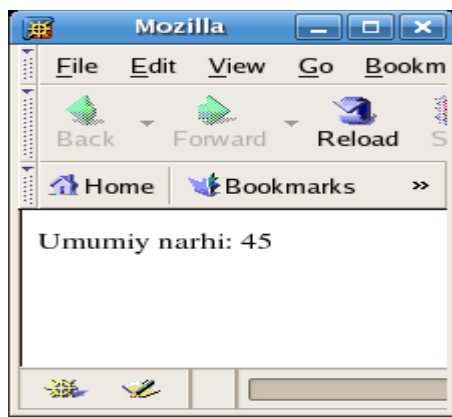 Mozilla
File Edit View Go Bookm
Back Forward Reload S
Home Bookmarks »
Umumiy narhi: 45